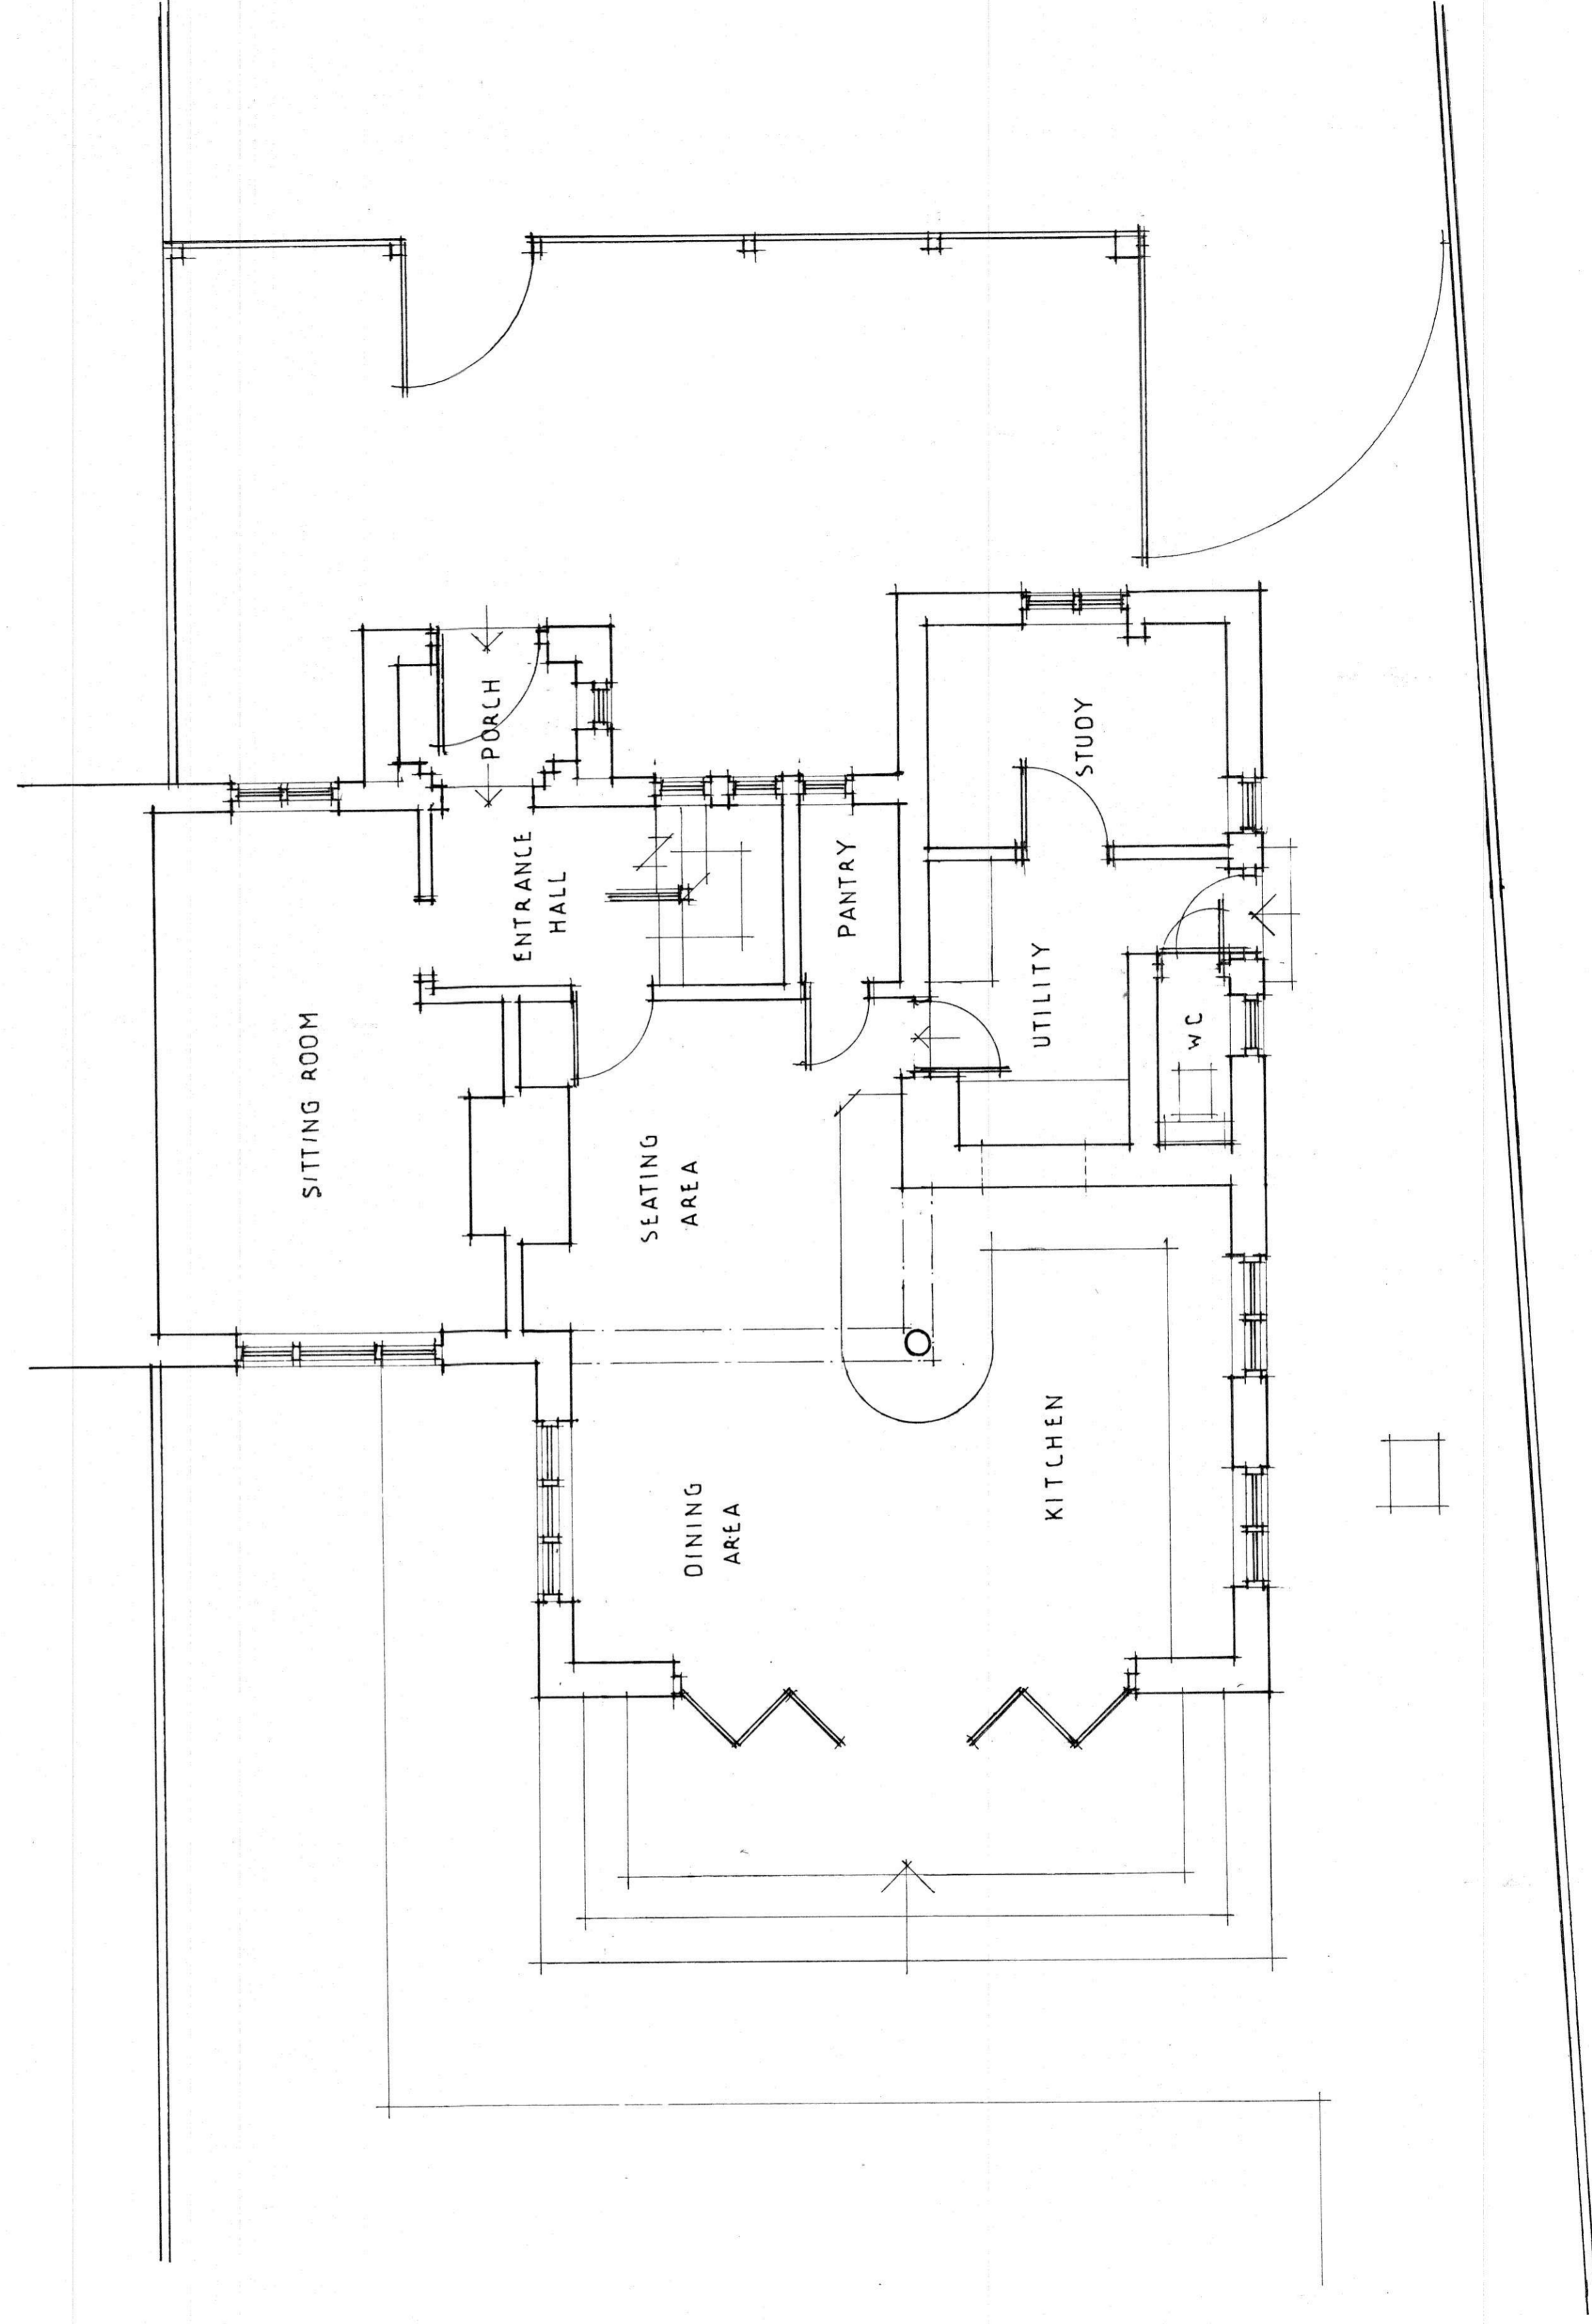 SITTING ROOM
ENTRANCE
HALL
PORCH
SEATING
AREA
PANTRY
DINING
AREA
UTILITY
STUDY
KITCHEN
WC